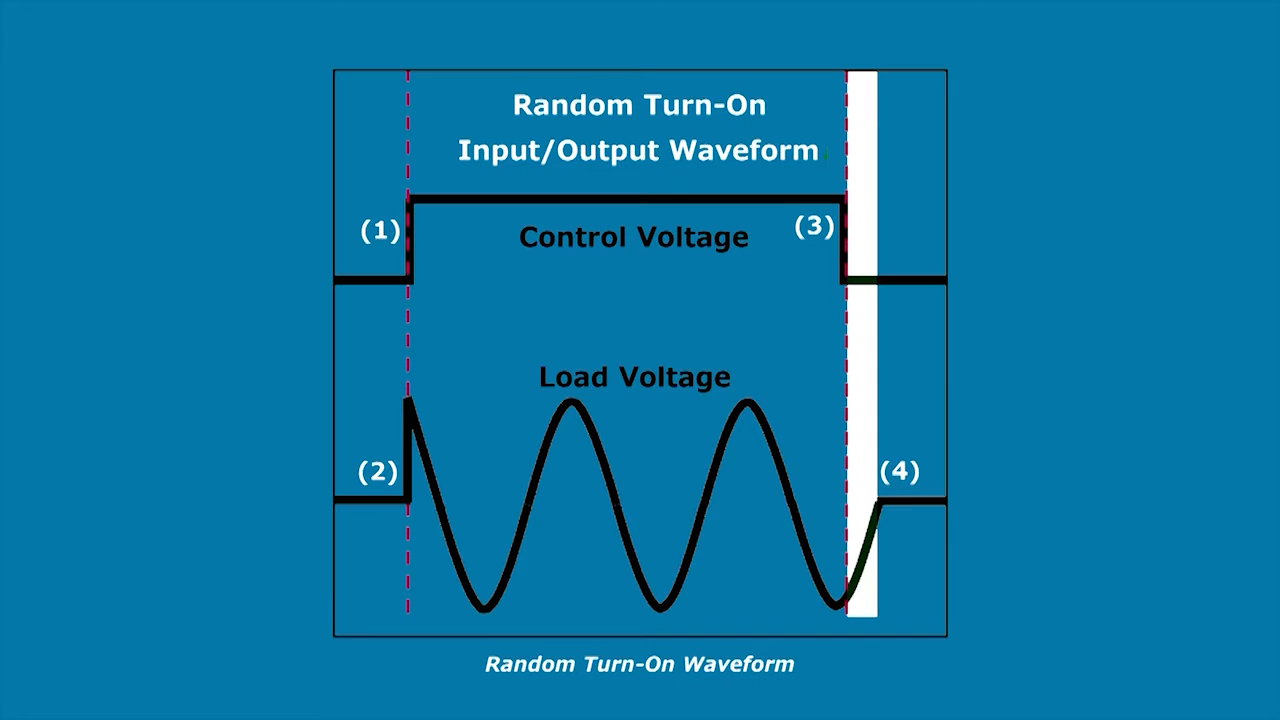 Random Turn-On
Input/Output Waveform
(1)
(3)
Control Voltage
Load Voltage
(2)
(4)
Random Turn-On Waveform